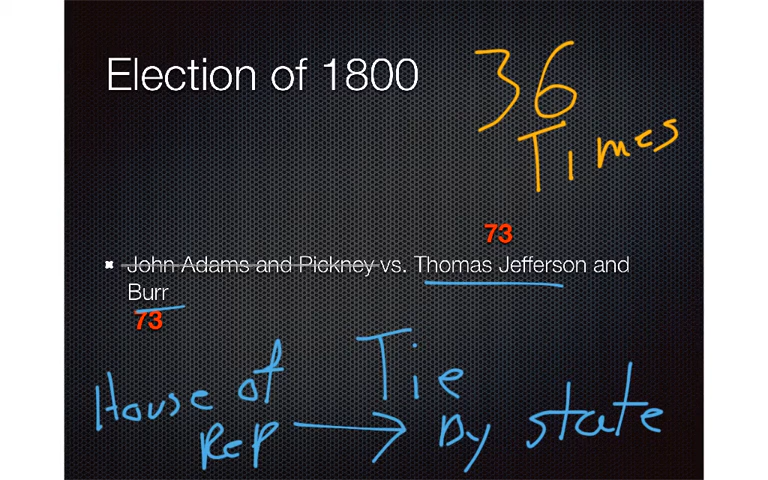 Election of 1800
36
Times
73
John Adams and Pickney vs. Thomas Jefferson and
Burr
73
Tie
House of
Rep → By state